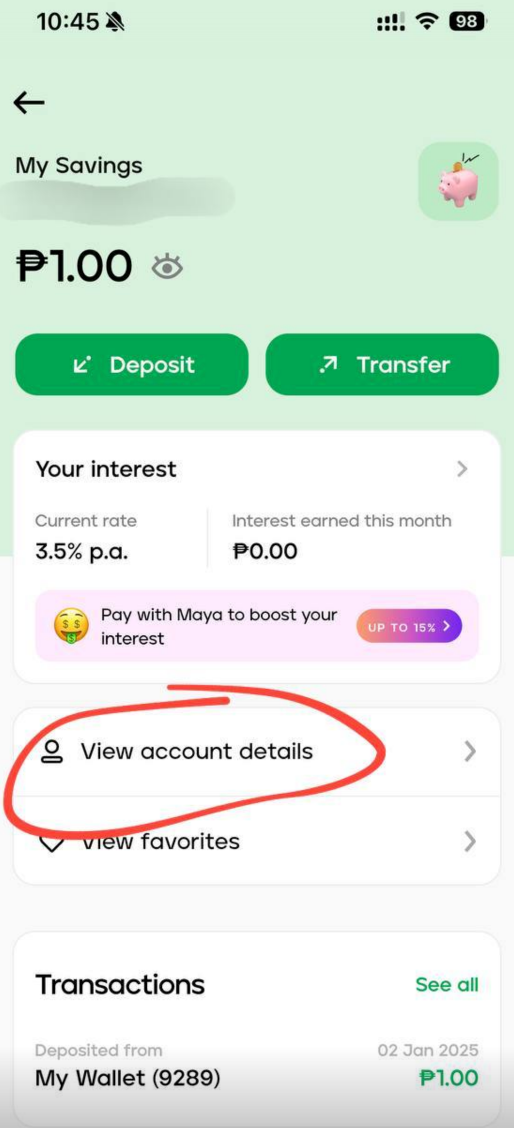 10:45
98
My Savings
₱1.00
Deposit
Transfer
Your interest
Current rate
Interest earned this month
3.5% p.a.
₱0.00
Pay with Maya to boost your
interest
UP TO 15%
View account details
View favorites
Transactions
See all
Deposited from
02 Jan 2025
My Wallet (9289)
₱1.00